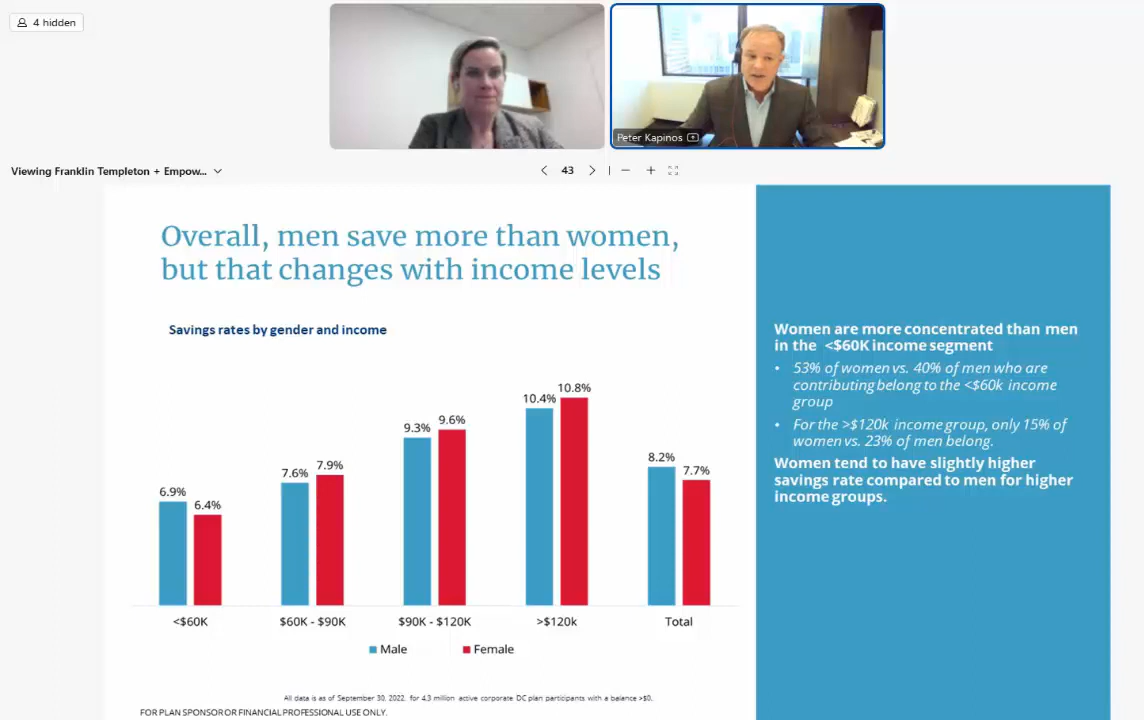 4 hidden
Peter Kapinos
Viewing Franklin Templeton + Empow...
43
Overall, men save more than women,
but that changes with income levels
Savings rates by gender and income
6.9%
6.4%
7.6%
7.9%
9.3%
9.6%
10.4%
10.8%
8.2%
7.7%
<$60K
$60K - $90K
$90K - $120K
>$120k
Total
Male
Female
All data is as of September 30, 2022. for 4.3 million active corporate DC plan participants with a balance >$0.
FOR PLAN SPONSOR OR FINANCIAL PROFESSIONAL USE ONLY.
Women are more concentrated than men
in the <$60K income segment
• 53% of women vs. 40% of men who are
contributing belong to the <$60k income
group
• For the >$120k income group, only 15% of
women vs. 23% of men belong.
Women tend to have slightly higher
savings rate compared to men for higher
income groups.